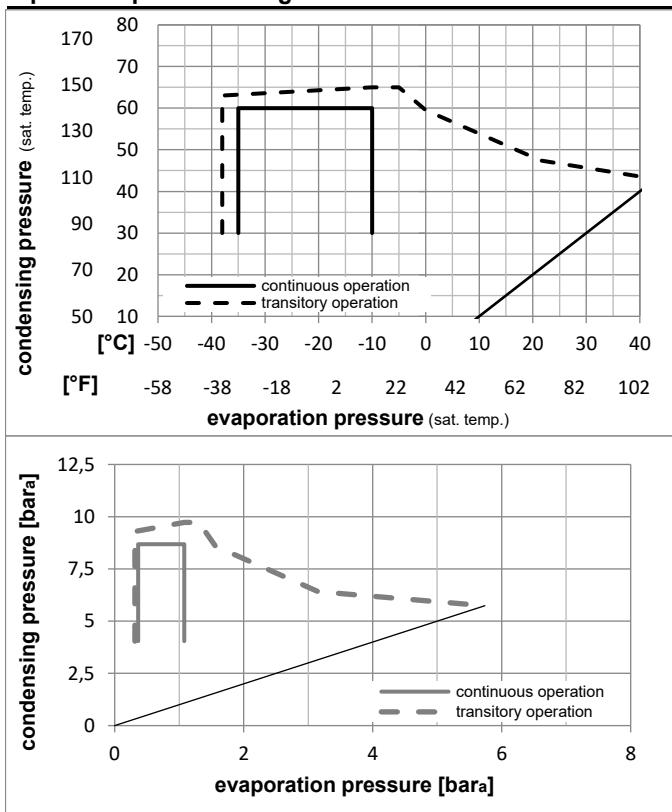 170 80
150 70
130 60
110 50
90 40
70 30
50 20
10
condensing pressure (sat. temp.)
continuous operation
transitory operation
[°C] -50 -40 -30 -20 -10 0 10 20 30 40
[°F] -58 -38 -18 2 22 42 62 82 102
evaporation pressure (sat. temp.)
12,5
10
7,5
5
2,5
0
condensing pressure [bara]
continuous operation
transitory operation
0 2 4 6 8
evaporation pressure [bara]